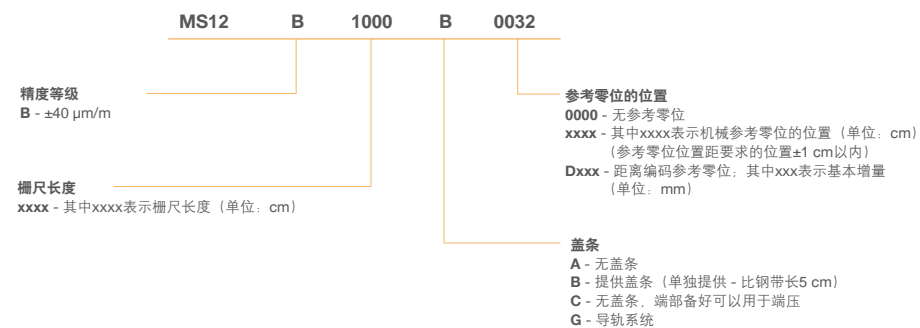 MS12 B 1000 B 0032
精度等级
B - ±40 µm/m
栅尺长度
xxxx - 其中xxxx表示栅尺长度（单位：cm）
参考零位的位置
0000 - 无参考零位
xxxx - 其中xxxx表示机械参考零位的位置（单位：cm）
（参考零位位置距要求的位置±1 cm以内）
Dxxx - 距离编码参考零位；其中xxx表示基本增量
（单位：mm）
盖条
A - 无盖条
B - 提供盖条（单独提供 - 比钢带长5 cm）
C - 无盖条，端部备好可以用于端压
G - 导轨系统